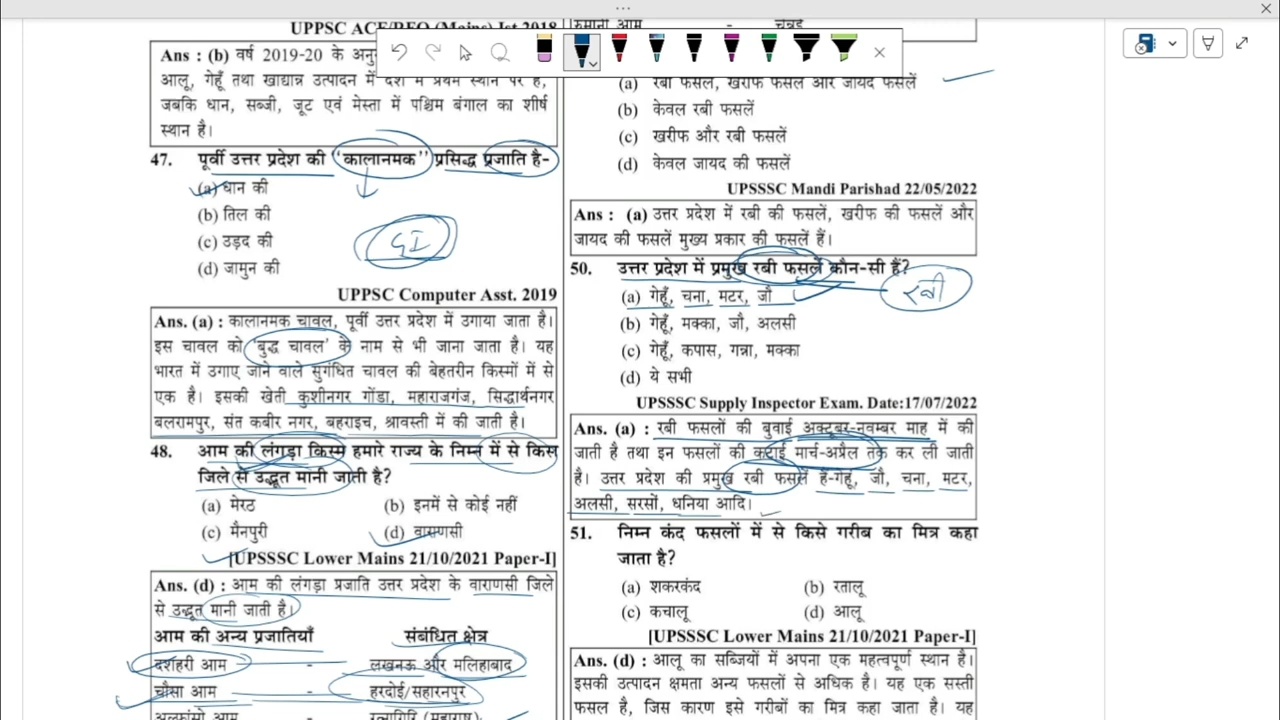 UPPSC ACF/RFO (Mains) Ist 2018
Ans : (b) वर्ष 2019-20 के
आलू, गेहूँ तथा खाद्यान्न उत्पादन में देश में प्रथम स्थान पर है,
जबकि धान, सब्जी, जूट एवं मेस्ता में पश्चिम बंगाल का शीर्ष
स्थान है।
47. पूर्वी उत्तर प्रदेश की ‘‘कालानमक’’ प्रसिद्ध प्रजाति है-
(a) धान की
(b) तिल की
(c) उड़द की
(d) जामुन की
GI
UPPSC Computer Asst. 2019
Ans. (a) : कालानमक चावल, पूर्वी उत्तर प्रदेश में उगाया जाता है।
इस चावल को ‘बुद्ध चावल’ के नाम से भी जाना जाता है। यह
भारत में उगाए जाने वाले सुगंधित चावल की बेहतरीन किस्मों में से
एक है। इसकी खेती कुशीनगर गोंडा, महाराजगंज, सिद्धार्थनगर
बलरामपुर, संत कबीर नगर, बहराइच, श्रावस्ती में की जाती है।
48. आम की लंगड़ा किस्म हमारे राज्य के निम्न में से किस
जिले से उद्भूत मानी जाती है?
(a) मेरठ (b) इनमें से कोई नहीं
(c) मैनपुरी (d) वाराणसी
[UPSSSC Lower Mains 21/10/2021 Paper-I]
Ans. (d) : आम की लंगड़ा प्रजाति उत्तर प्रदेश के वाराणसी जिले
से उद्भूत मानी जाती है।
आम की अन्य प्रजातियाँ संबंधित क्षेत्र
दशहरी आम - लखनऊ और मलिहाबाद
चौसा आम - हरदोई/सहारनपुर
अल्फांसो आम - रत्नागिरि (महाराष्ट्र)
रुमानी आम - चेन्नई
(a) रबी फसलें, खरीफ फसलें और जायद फसलें
(b) केवल रबी फसलें
(c) खरीफ और रबी फसलें
(d) केवल जायद की फसलें
UPSSSC Mandi Parishad 22/05/2022
Ans : (a) उत्तर प्रदेश में रबी की फसलें, खरीफ की फसलें और
जायद की फसलें मुख्य प्रकार की फसलें हैं।
50. उत्तर प्रदेश में प्रमुख रबी फसलें कौन-सी हैं?
(a) गेहूँ, चना, मटर, जौ
रबी
(b) गेहूँ, मक्का, जौ, अलसी
(c) गेहूँ, कपास, गन्ना, मक्का
(d) ये सभी
UPSSSC Supply Inspector Exam. Date:17/07/2022
Ans. (a) : रबी फसलों की बुवाई अक्टूबर-नवम्बर माह में की
जाती है तथा इन फसलों की कटाई मार्च-अप्रैल तक कर ली जाती
है। उत्तर प्रदेश की प्रमुख रबी फसलें हैं-गेहूं, जौ, चना, मटर,
अलसी, सरसों, धनिया आदि।
51. निम्न कंद फसलों में से किसे गरीब का मित्र कहा
जाता है?
(a) शकरकंद (b) रतालू
(c) कचालू (d) आलू
[UPSSSC Lower Mains 21/10/2021 Paper-I]
Ans. (d) : आलू का सब्जियों में अपना एक महत्वपूर्ण स्थान है।
इसकी उत्पादन क्षमता अन्य फसलों से अधिक है। यह एक सस्ती
फसल है, जिस कारण इसे गरीबों का मित्र कहा जाता है। यह